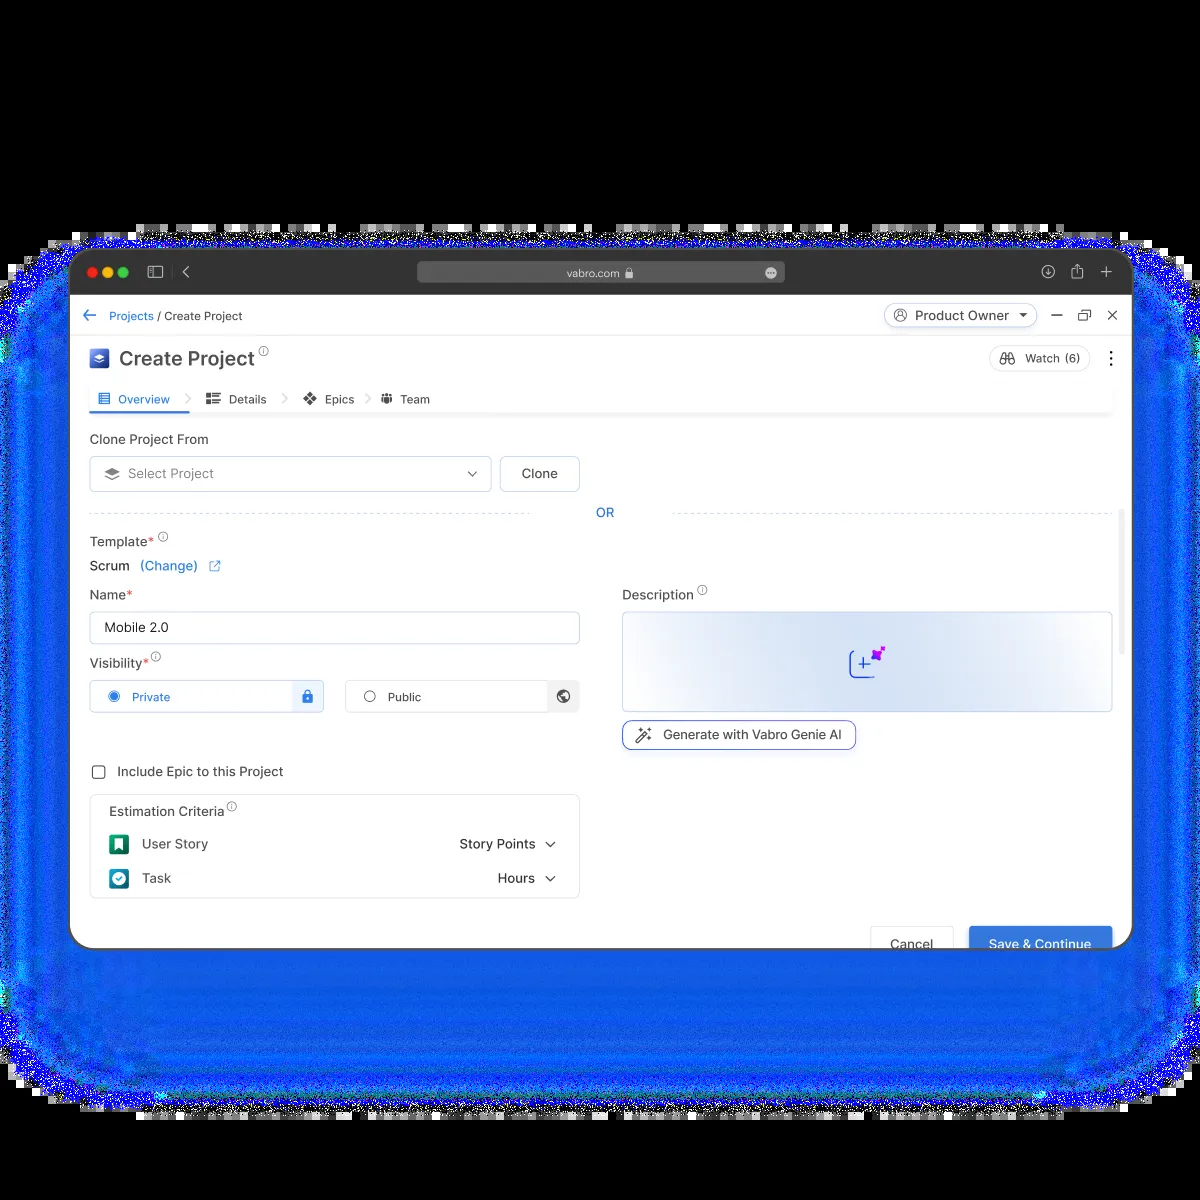 vabro.com
Projects / Create Project
Product Owner
Create Project
Watch (6)
Overview
Details
Epics
Team
Clone Project From
Select Project
Clone
OR
Template*
Scrum (Change)
Name*
Mobile 2.0
Visibility*
Private
Public
Description
Generate with Vabro Genie AI
Include Epic to this Project
Estimation Criteria
User Story
Story Points
Task
Hours
Cancel
Save & Continue